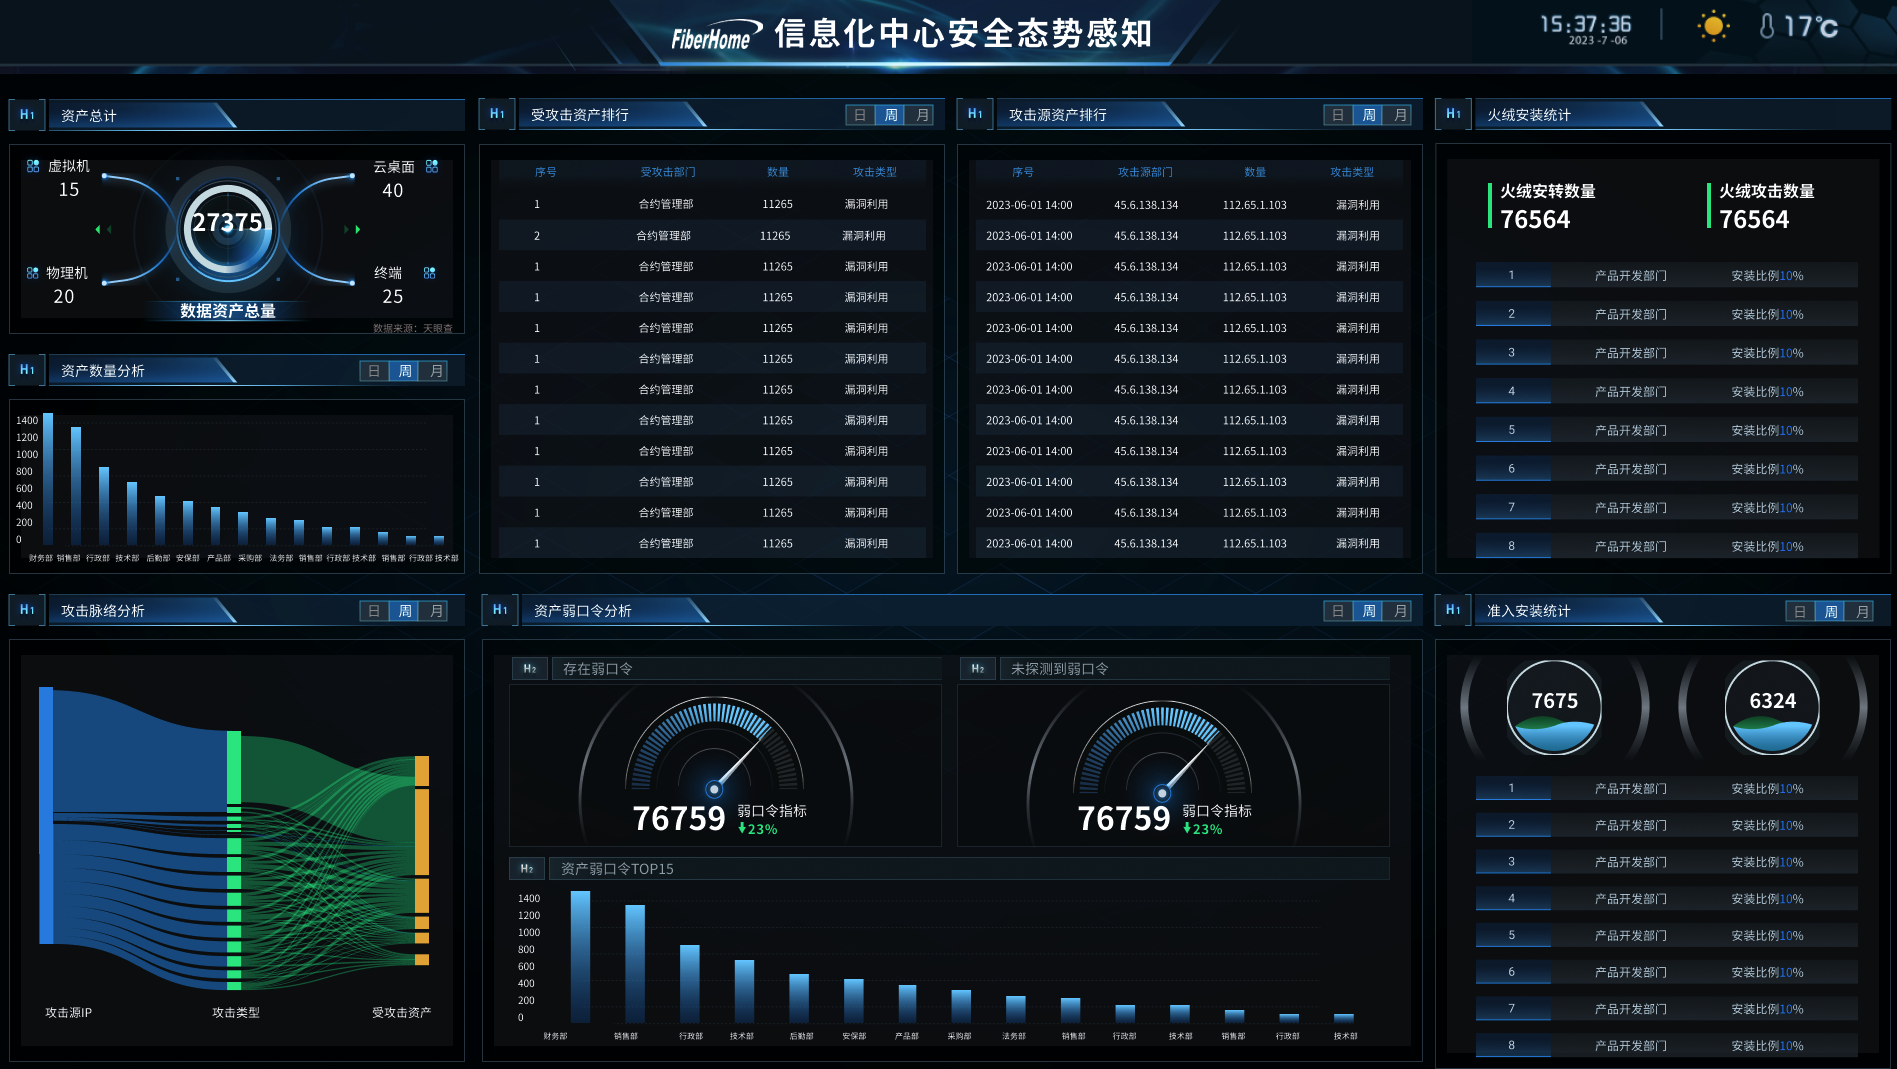 FiberHome 信息化中心安全态势感知
15:37:36
2023-7-06
17℃
H1 资产总计
虚拟机
15
云桌面
40
27375
物理机
20
终端
25
数据资产总量
数据来源：天眼查
H1 资产数量分析 日 周 月
1400
1200
1000
800
600
400
200
0
财务部 销售部 行政部 技术部 后勤部 安保部 产品部 采购部 法务部 销售部 行政部 技术部 销售部 行政部 技术部
H1 受攻击资产排行 日 周 月
序号 受攻击部门 数量 攻击类型
1 合约管理部 11265 漏洞利用
2 合约管理部 11265 漏洞利用
1 合约管理部 11265 漏洞利用
1 合约管理部 11265 漏洞利用
1 合约管理部 11265 漏洞利用
1 合约管理部 11265 漏洞利用
1 合约管理部 11265 漏洞利用
1 合约管理部 11265 漏洞利用
1 合约管理部 11265 漏洞利用
1 合约管理部 11265 漏洞利用
1 合约管理部 11265 漏洞利用
1 合约管理部 11265 漏洞利用
H1 攻击源资产排行 日 周 月
序号 攻击源部门 数量 攻击类型
2023-06-01 14:00 45.6.138.134 112.65.1.103 漏洞利用
2023-06-01 14:00 45.6.138.134 112.65.1.103 漏洞利用
2023-06-01 14:00 45.6.138.134 112.65.1.103 漏洞利用
2023-06-01 14:00 45.6.138.134 112.65.1.103 漏洞利用
2023-06-01 14:00 45.6.138.134 112.65.1.103 漏洞利用
2023-06-01 14:00 45.6.138.134 112.65.1.103 漏洞利用
2023-06-01 14:00 45.6.138.134 112.65.1.103 漏洞利用
2023-06-01 14:00 45.6.138.134 112.65.1.103 漏洞利用
2023-06-01 14:00 45.6.138.134 112.65.1.103 漏洞利用
2023-06-01 14:00 45.6.138.134 112.65.1.103 漏洞利用
2023-06-01 14:00 45.6.138.134 112.65.1.103 漏洞利用
2023-06-01 14:00 45.6.138.134 112.65.1.103 漏洞利用
H1 火绒安装统计
火绒安转数量
76564
火绒攻击数量
76564
1 产品开发部门 安装比例10%
2 产品开发部门 安装比例10%
3 产品开发部门 安装比例10%
4 产品开发部门 安装比例10%
5 产品开发部门 安装比例10%
6 产品开发部门 安装比例10%
7 产品开发部门 安装比例10%
8 产品开发部门 安装比例10%
H1 攻击脉络分析 日 周 月
攻击源IP 攻击类型 受攻击资产
H1 资产弱口令分析 日 周 月
H2 存在弱口令
76759 弱口令指标
23%
H2 未探测到弱口令
76759 弱口令指标
23%
H2 资产弱口令TOP15
1400
1200
1000
800
600
400
200
0
财务部 销售部 行政部 技术部 后勤部 安保部 产品部 采购部 法务部 销售部 行政部 技术部 销售部 行政部 技术部
H1 准入安装统计 日 周 月
7675 6324
1 产品开发部门 安装比例10%
2 产品开发部门 安装比例10%
3 产品开发部门 安装比例10%
4 产品开发部门 安装比例10%
5 产品开发部门 安装比例10%
6 产品开发部门 安装比例10%
7 产品开发部门 安装比例10%
8 产品开发部门 安装比例10%